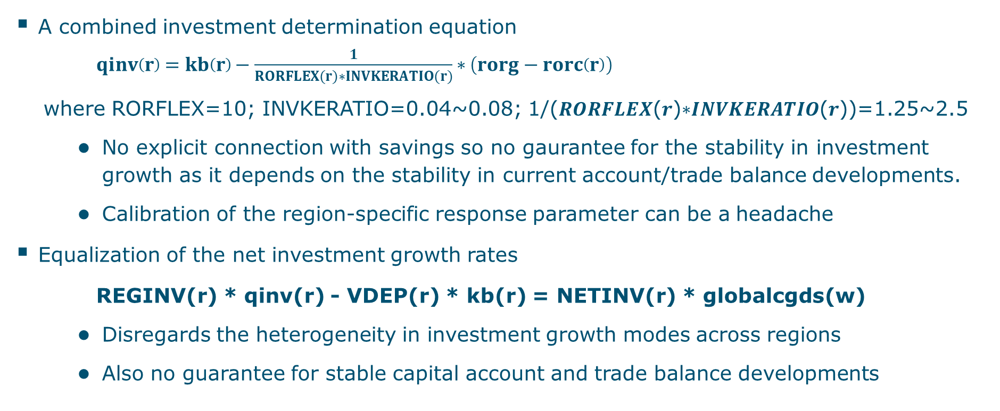 ▪ A combined investment determination equation
qinv(r) = kb(r) − 1/(RORFLEX(r)∗INVKERATIO(r)) ∗ (rorg − rorc(r))
where RORFLEX=10; INVKERATIO=0.04~0.08; 1/(RORFLEX(r)∗INVKERATIO(r))=1.25~2.5
● No explicit connection with savings so no gaurantee for the stability in investment
growth as it depends on the stability in current account/trade balance developments.
● Calibration of the region-specific response parameter can be a headache
▪ Equalization of the net investment growth rates
REGINV(r) * qinv(r) - VDEP(r) * kb(r) = NETINV(r) * globalcgds(w)
● Disregards the heterogeneity in investment growth modes across regions
● Also no guarantee for stable capital account and trade balance developments